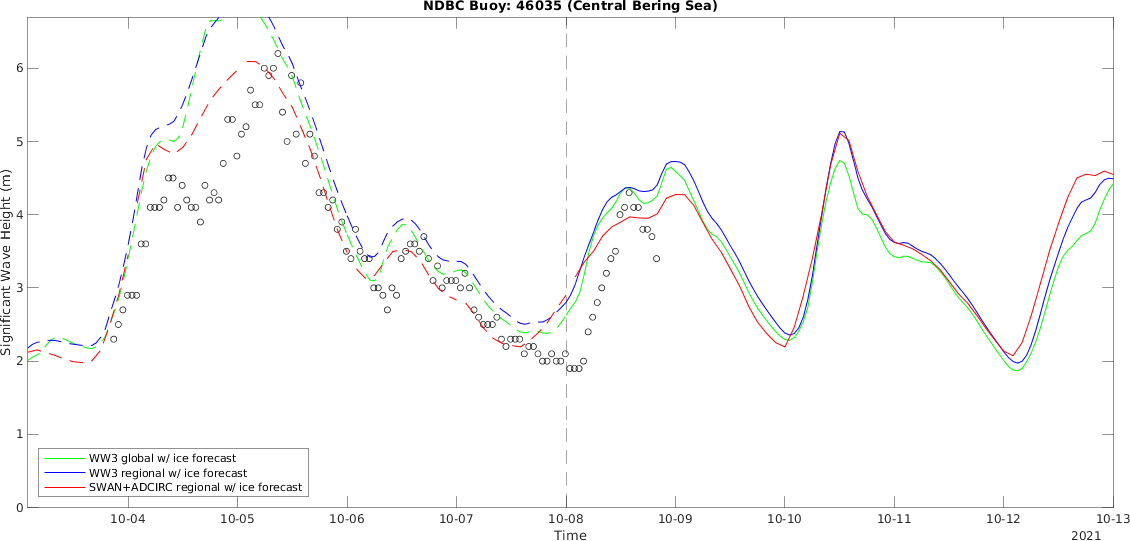 NDBC Buoy: 46035 (Central Bering Sea)
Significant Wave Height (m)
6
5
4
3
2
1
0
WW3 global w/ ice forecast
WW3 regional w/ ice forecast
SWAN+ADCIRC regional w/ ice forecast
10-04 10-05 10-06 10-07 10-08 10-09 10-10 10-11 10-12 10-13
Time
2021